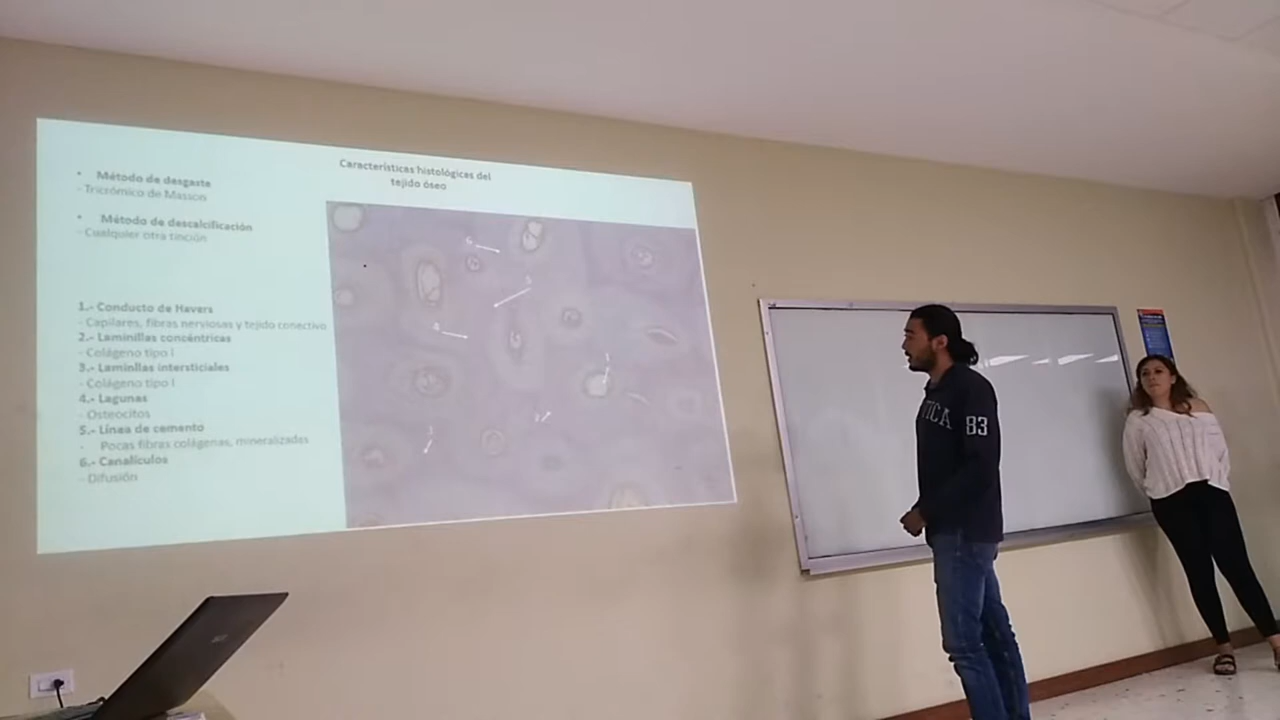 Características histológicas del
tejido óseo
• Método de desgaste
- Tricrómico de Masson
• Método de descalcificación
- Cualquier otra tinción
1.- Conducto de Havers
- Capilares, fibras nerviosas y tejido conectivo
2.- Laminillas concéntricas
- Colágeno tipo I
3.- Laminillas intersticiales
- Colágeno tipo I
4.- Lagunas
- Osteocitos
5.- Línea de cemento
- Pocas fibras colágenas, mineralizadas
6.- Canalículos
- Difusión
83